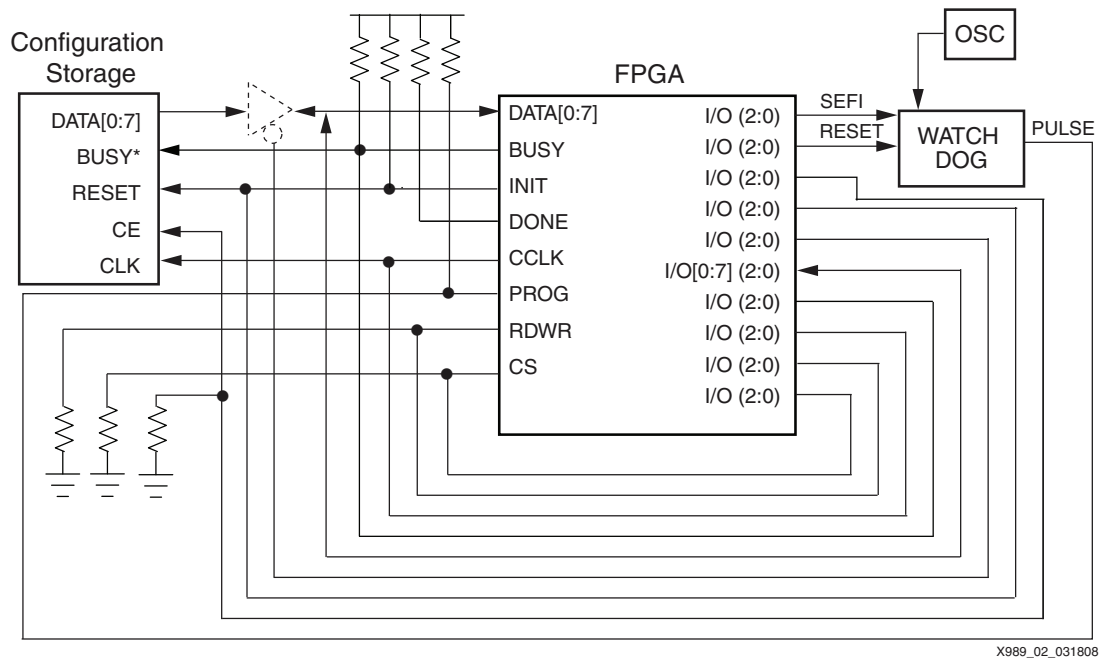 Configuration
Storage
DATA[0:7]
BUSY*
RESET
CE
CLK
FPGA
DATA[0:7]
BUSY
INIT
DONE
CCLK
PROG
RDWR
CS
I/O (2:0)
I/O (2:0)
I/O (2:0)
I/O (2:0)
I/O (2:0)
I/O[0:7] (2:0)
I/O (2:0)
I/O (2:0)
I/O (2:0)
I/O (2:0)
SEFI
RESET
OSC
WATCH
DOG
PULSE
X989_02_031808